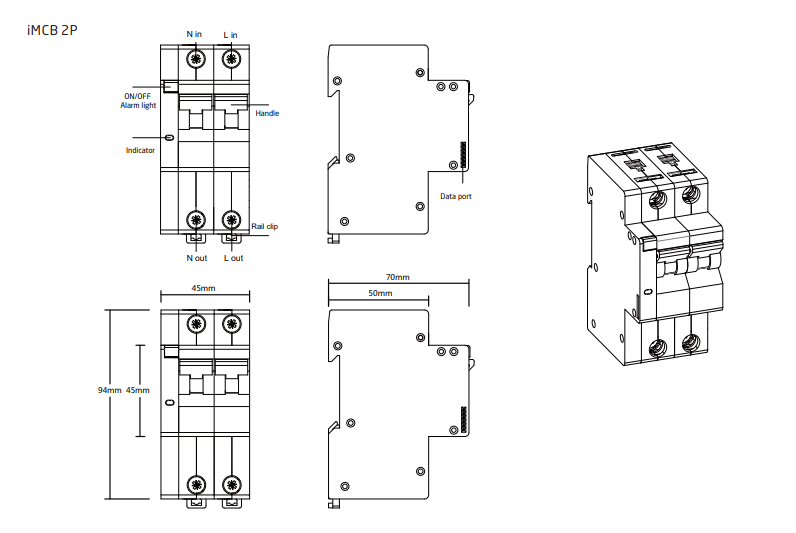 iMCB 2P
N in
L in
ON/OFF
Alarm light
Handle
Indicator
Data port
Rail clip
N out
L out
70mm
45mm
50mm
94mm
45mm